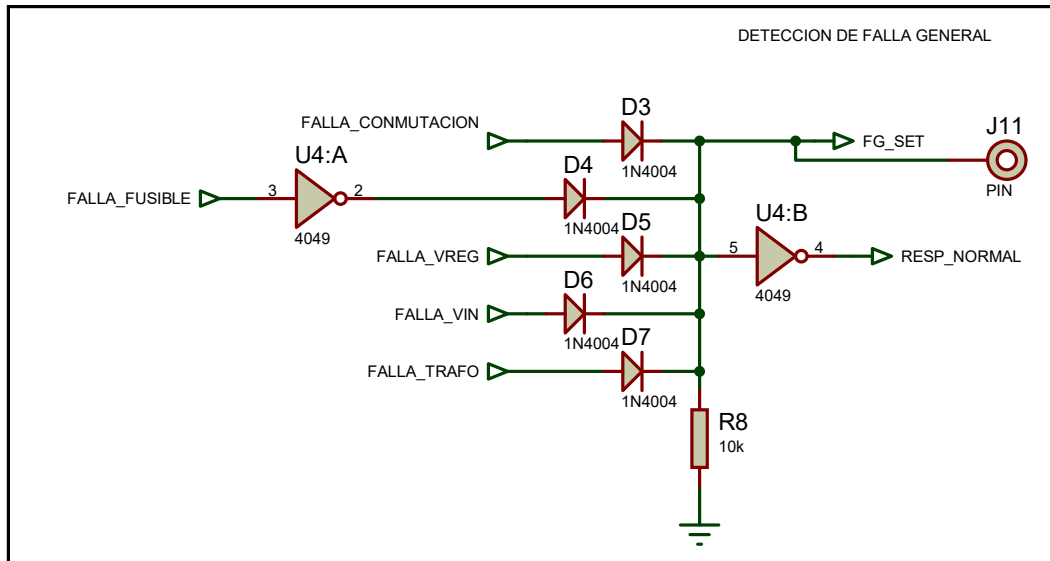 DETECCION DE FALLA GENERAL
D3
FALLA_CONMUTACION
1N4004
FG_SET
J11
PIN
U4:A
FALLA_FUSIBLE
3
2
4049
D4
1N4004
D5
FALLA_VREG
1N4004
U4:B
5
4
4049
RESP_NORMAL
D6
FALLA_VIN
1N4004
D7
FALLA_TRAFO
1N4004
R8
10k